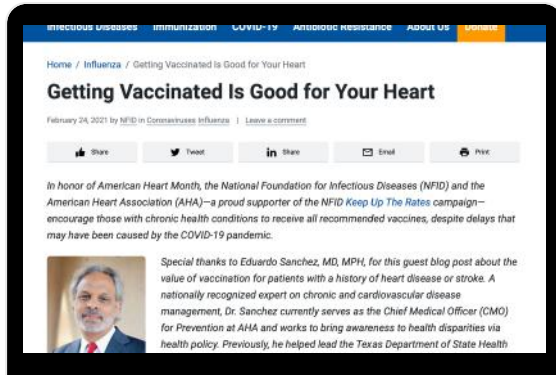 Infectious Diseases Immunization COVID-19 Antibiotic Resistance About Us Donate
Home / Influenza / Getting Vaccinated Is Good for Your Heart
Getting Vaccinated Is Good for Your Heart
February 24, 2021 by NFID in Coronaviruses Influenza | Leave a comment
Share Tweet Share Email Print
In honor of American Heart Month, the National Foundation for Infectious Diseases (NFID) and the
American Heart Association (AHA)—a proud supporter of the NFID Keep Up The Rates campaign—
encourage those with chronic health conditions to receive all recommended vaccines, despite delays that
may have been caused by the COVID-19 pandemic.
Special thanks to Eduardo Sanchez, MD, MPH, for this guest blog post about the
value of vaccination for patients with a history of heart disease or stroke. A
nationally recognized expert on chronic and cardiovascular disease
management, Dr. Sanchez currently serves as the Chief Medical Officer (CMO)
for Prevention at AHA and works to bring awareness to health disparities via
health policy. Previously, he helped lead the Texas Department of State Health